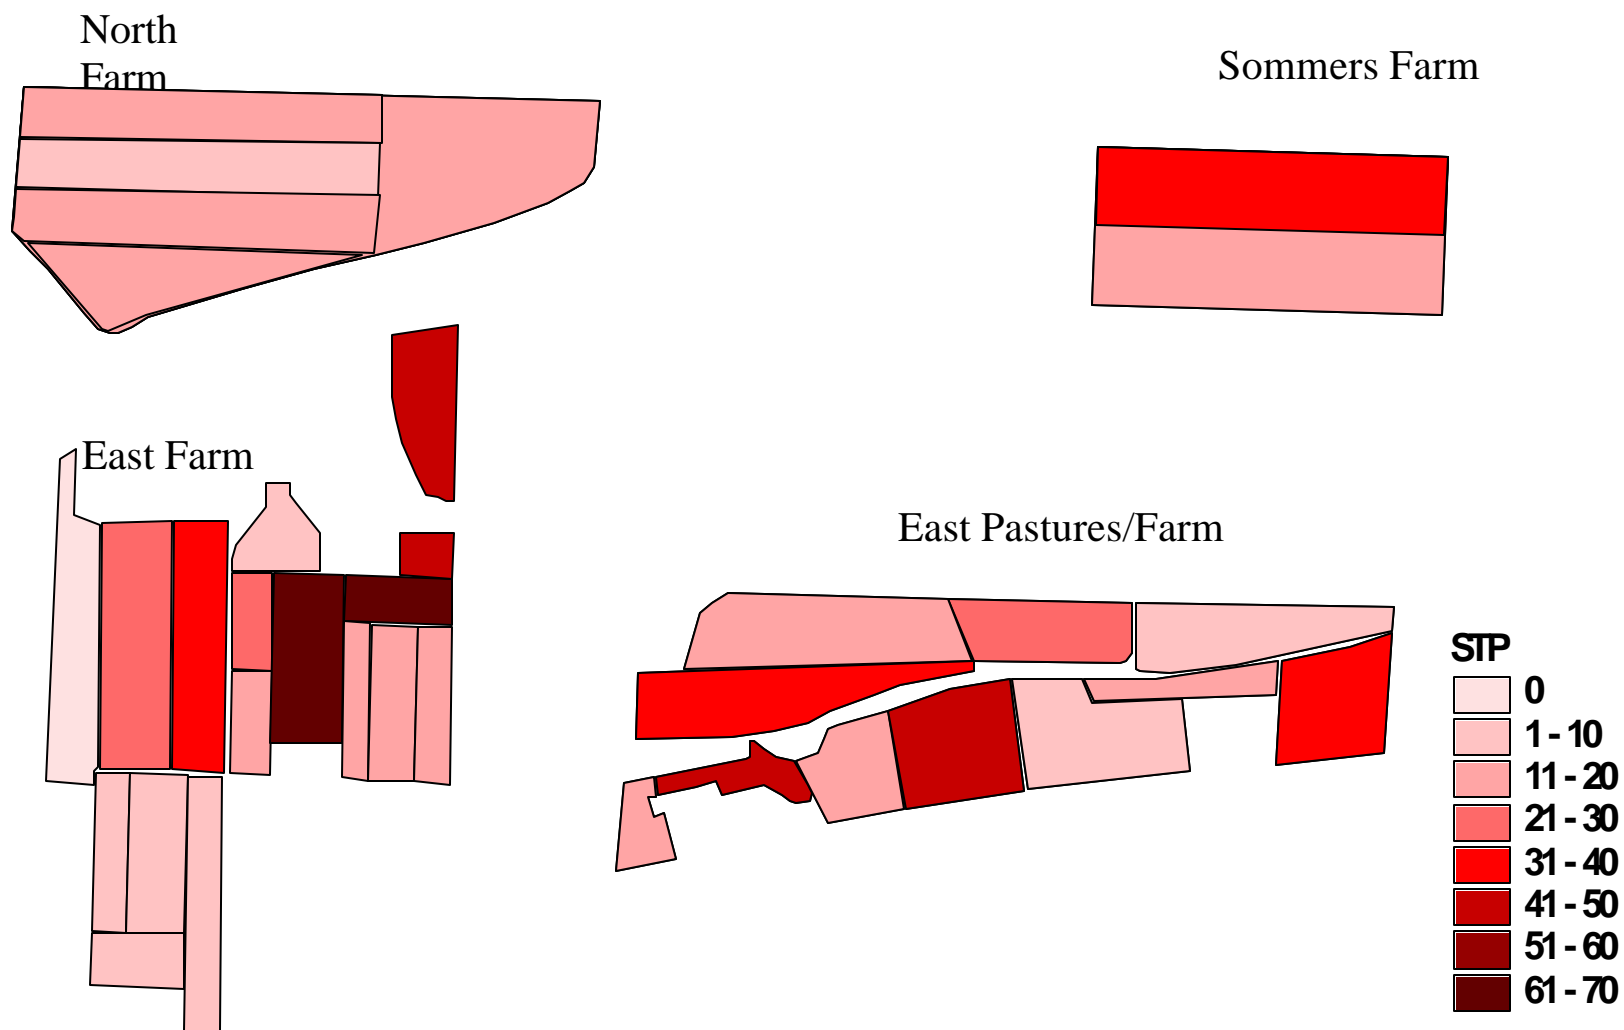 North
Farm
Sommers Farm
East Farm
East Pastures/Farm
STP
0
1 - 10
11 - 20
21 - 30
31 - 40
41 - 50
51 - 60
61 - 70